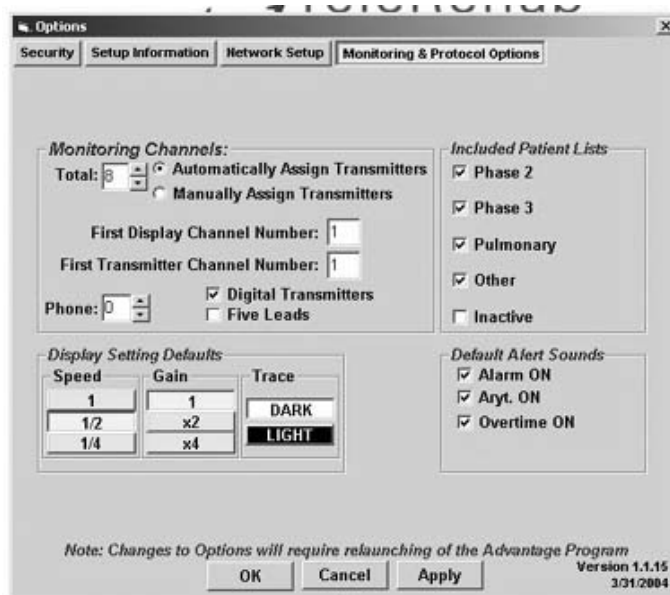 Options
Security Setup Information Network Setup Monitoring & Protocol Options
Monitoring Channels:
Total: 8
Automatically Assign Transmitters
Manually Assign Transmitters
First Display Channel Number: 1
First Transmitter Channel Number: 1
Phone: 0
Digital Transmitters
Five Leads
Included Patient Lists
Phase 2
Phase 3
Pulmonary
Other
Inactive
Display Setting Defaults
Speed
1
1/2
1/4
Gain
1
x2
x4
Trace
DARK
LIGHT
Default Alert Sounds
Alarm ON
Aryt. ON
Overtime ON
Note: Changes to Options will require relaunching of the Advantage Program
OK Cancel Apply
Version 1.1.15
3/31/2004